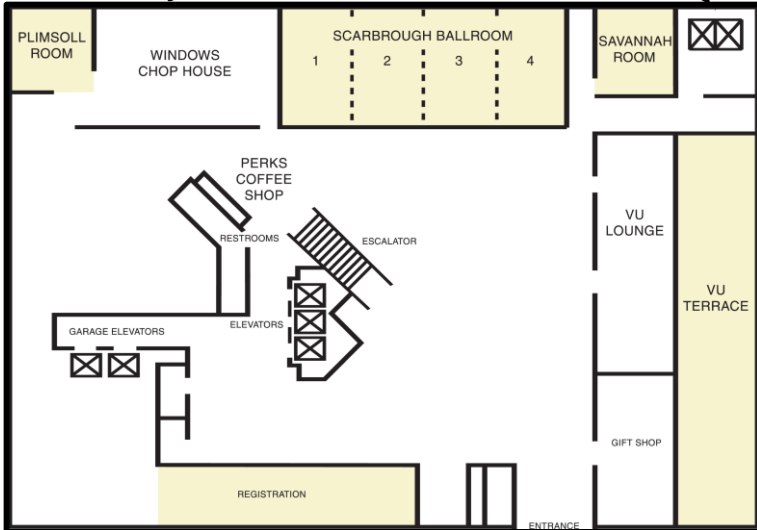 PLIMSOLL
ROOM
WINDOWS
CHOP HOUSE
SCARBROUGH BALLROOM
1 2 3 4
SAVANNAH
ROOM
PERKS
COFFEE
SHOP
RESTROOMS
ESCALATOR
VU
LOUNGE
VU
TERRACE
GARAGE ELEVATORS
ELEVATORS
GIFT SHOP
REGISTRATION
ENTRANCE